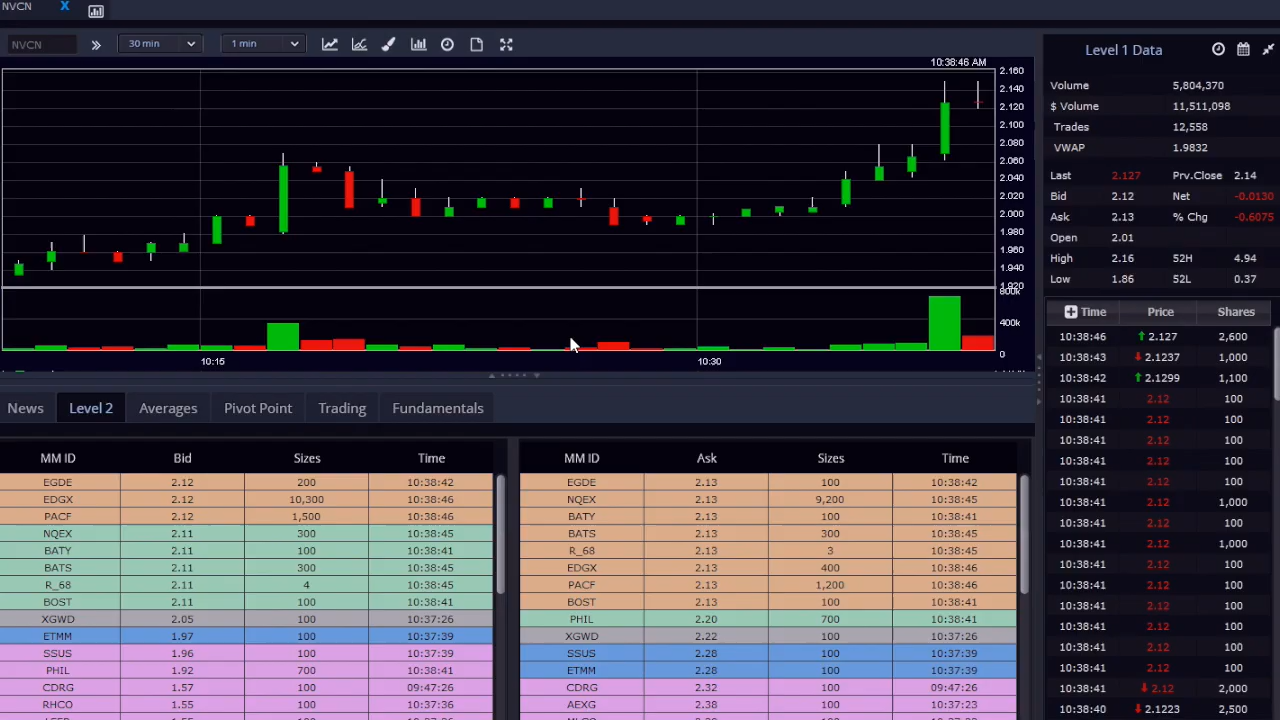 NVCN X
NVCN » 30 min 1 min
10:38:46 AM
2.160
2.140
2.120
2.100
2.080
2.060
2.040
2.020
2.000
1.980
1.960
1.940
1.920
800k
400k
0
10:15 10:30
News Level 2 Averages Pivot Point Trading Fundamentals
MM ID Bid Sizes Time
EGDE 2.12 200 10:38:42
EDGX 2.12 10,300 10:38:46
PACF 2.12 1,500 10:38:46
NQEX 2.11 300 10:38:45
BATY 2.11 100 10:38:41
BATS 2.11 300 10:38:45
R_68 2.11 4 10:38:45
BOST 2.11 100 10:38:41
XGWD 2.05 100 10:37:26
ETMM 1.97 100 10:37:39
SSUS 1.96 100 10:37:39
PHIL 1.92 700 10:38:41
CDRG 1.57 100 09:47:26
RHCO 1.55 100 10:37:36
MM ID Ask Sizes Time
EGDE 2.13 100 10:38:42
NQEX 2.13 9,200 10:38:45
BATY 2.13 100 10:38:41
BATS 2.13 300 10:38:45
R_68 2.13 3 10:38:45
EDGX 2.13 400 10:38:46
PACF 2.13 1,200 10:38:46
BOST 2.13 100 10:38:41
PHIL 2.20 700 10:38:41
XGWD 2.22 100 10:37:26
SSUS 2.28 100 10:37:39
ETMM 2.28 100 10:37:39
CDRG 2.32 100 09:47:26
AEXG 2.38 100 10:37:39
Level 1 Data
Volume 5,804,370
$ Volume 11,511,098
Trades 12,558
VWAP 1.9832
Last 2.127 Prv.Close 2.14
Bid 2.12 Net -0.0130
Ask 2.13 % Chg -0.6075
Open 2.01
High 2.16 52H 4.94
Low 1.86 52L 0.37
Time Price Shares
10:38:46 2.127 2,600
10:38:43 2.1237 1,000
10:38:42 2.1299 1,100
10:38:41 2.12 100
10:38:41 2.12 100
10:38:41 2.12 100
10:38:41 2.12 100
10:38:41 2.12 100
10:38:41 2.12 1,000
10:38:41 2.12 100
10:38:41 2.12 1,000
10:38:41 2.12 100
10:38:41 2.12 100
10:38:41 2.12 100
10:38:41 2.12 100
10:38:41 2.12 100
10:38:41 2.12 100
10:38:41 2.12 2,000
10:38:40 2.1223 2,500